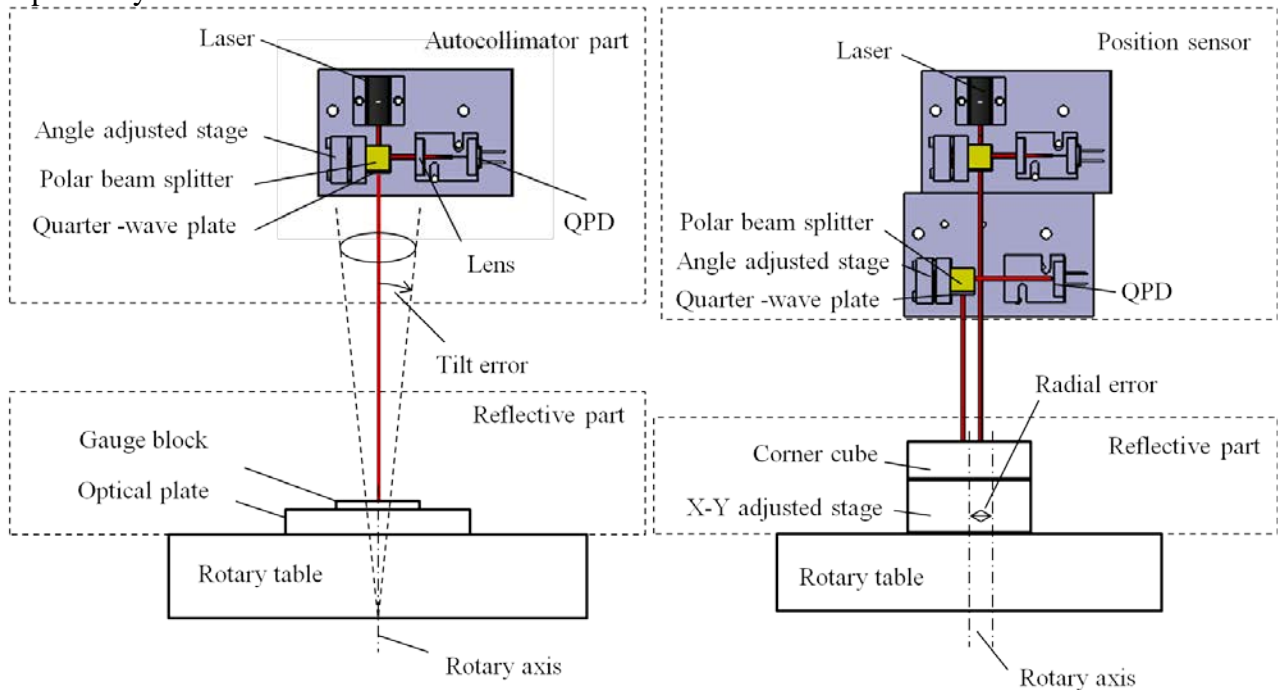 Laser
Autocollimator part
Angle adjusted stage
Polar beam splitter
Quarter -wave plate
QPD
Lens
Tilt error
Reflective part
Gauge block
Optical plate
Rotary table
Rotary axis
Position sensor
Laser
Polar beam splitter
Angle adjusted stage
Quarter -wave plate
QPD
Radial error
Reflective part
Corner cube
X-Y adjusted stage
Rotary table
Rotary axis